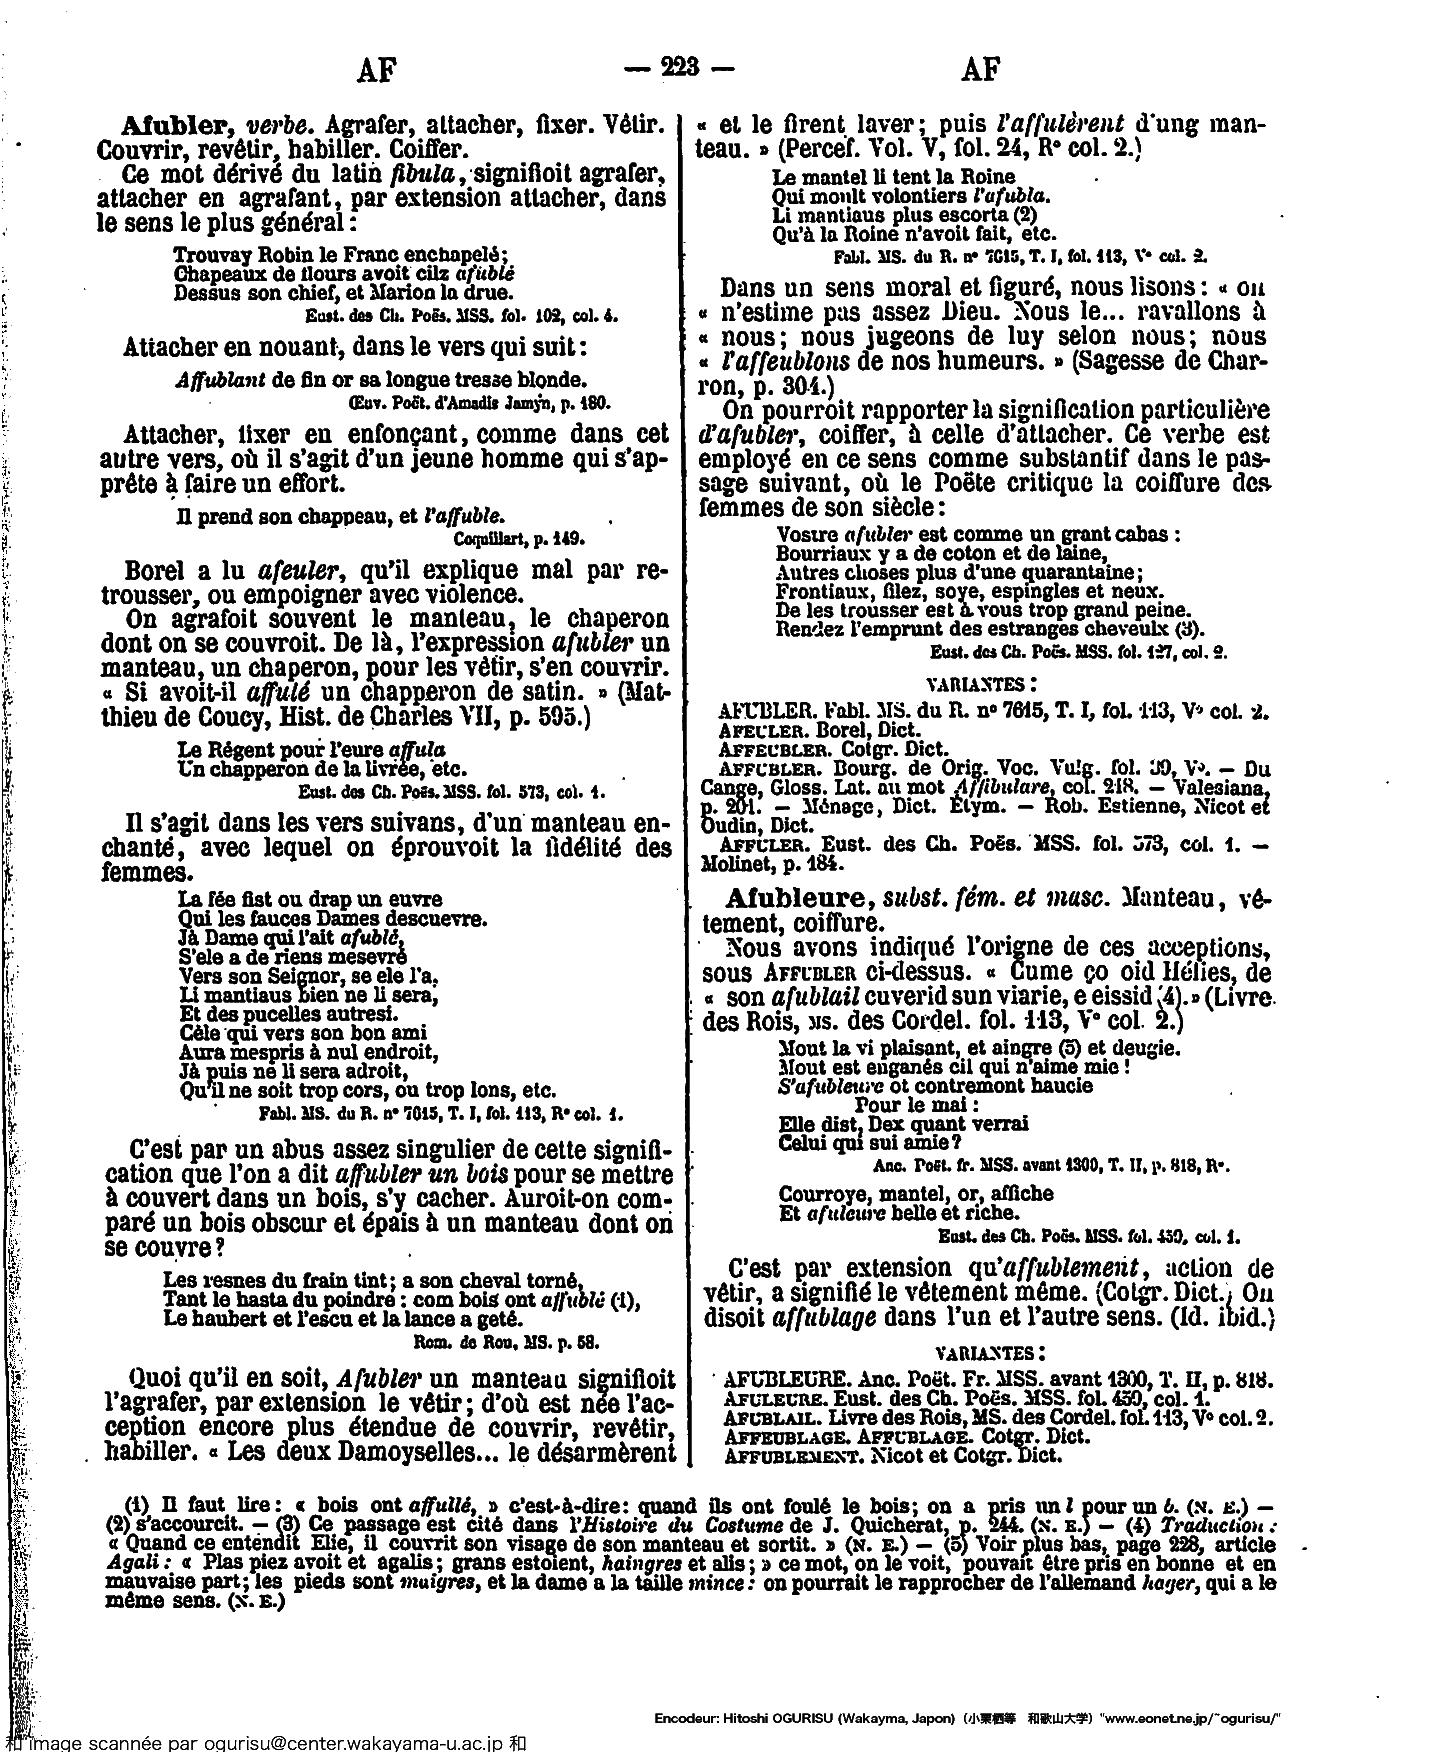 AF
— 223 —
AF
Afubler, verbe. Agrafer, attacher, fixer. Vêtir.
Couvrir, revêtir, habiller. Coiffer.
Ce mot dérivé du latin fibula, signifioit agrafer,
attacher en agrafant, par extension attacher, dans
le sens le plus général :
Trouvay Robin le Franc enchapelé ;
Chapeaux de flours avoit cilz afublé
Dessus son chief, et Marion la drue.
Eust. des Ch. Poës. MSS. fol. 102, col. 4.
Attacher en nouant, dans le vers qui suit :
Affublant de fin or sa longue tresse blonde.
Œuv. Poët. d'Amadis Jamyn, p. 180.
Attacher, fixer en enfonçant, comme dans cet
autre vers, où il s'agit d'un jeune homme qui s'ap-
prête à faire un effort.
Il prend son chappeau, et l'affuble.
Coquillart, p. 149.
Borel a lu afeuler, qu'il explique mal par re-
trousser, ou empoigner avec violence.
On agrafoit souvent le manteau, le chaperon
dont on se couvroit. De là, l'expression afubler un
manteau, un chaperon, pour les vêtir, s'en couvrir.
« Si avoit-il affulé un chapperon de satin. » (Mat-
thieu de Coucy, Hist. de Charles VII, p. 595.)
Le Régent pour l'eure affula
Un chapperon de la livrée, etc.
Eust. des Ch. Poës. MSS. fol. 573, col. 1.
Il s'agit dans les vers suivans, d'un manteau en-
chanté, avec lequel on éprouvoit la fidélité des
femmes.
La fée fist ou drap un euvre
Qui les fauces Dames descuevre.
Jà Dame qui l'ait afublé,
S'ele a de riens mesevré
Vers son Seignor, se ele l'a,
Li mantiaus bien ne li sera,
Et des pucelles autresi.
Cèle qui vers son bon ami
Aura mespris à nul endroit,
Jà puis ne li sera adroit,
Qu'il ne soit trop cors, ou trop lons, etc.
Fabl. MS. du R. n° 7615, T. I, fol. 113, R° col. 1.
C'est par un abus assez singulier de cette signifi-
cation que l'on a dit affubler un bois pour se mettre
à couvert dans un bois, s'y cacher. Auroit-on com-
paré un bois obscur et épais à un manteau dont on
se couvre ?
Les resnes du frain tint ; a son cheval torné,
Tant le hasta du poindre : com bois ont affublé (1),
Le haubert et l'escu et la lance a geté.
Rom. de Rou, MS. p. 58.
Quoi qu'il en soit, Afubler un manteau signifioit
l'agrafer, par extension le vêtir ; d'où est née l'ac-
ception encore plus étendue de couvrir, revêtir,
habiller. « Les deux Damoyselles... le désarmèrent
« et le firent laver ; puis l'affulèrent d'ung man-
teau. » (Percef. Vol. V, fol. 24, R° col. 2.)
Le mantel li tent la Roine
Qui moult volontiers l'afubla.
Li mantiaus plus escorta (2)
Qu'à la Roine n'avoit fait, etc.
Fabl. MS. du R. n° 7615, T. I, fol. 113, V° col. 2.
Dans un sens moral et figuré, nous lisons : « on
« n'estime pas assez Dieu. Nous le... ravallons à
« nous ; nous jugeons de luy selon nous ; nous
« l'affeublons de nos humeurs. » (Sagesse de Char-
ron, p. 304.)
On pourroit rapporter la signification particulière
d'afubler, coiffer, à celle d'attacher. Ce verbe est
employé en ce sens comme substantif dans le pas-
sage suivant, où le Poëte critique la coiffure des
femmes de son siècle :
Vostre afubler est comme un grant cabas :
Bourriaux y a de coton et de laine,
Autres choses plus d'une quarantaine ;
Frontiaux, filez, soye, espingles et neux.
De les trousser est à vous trop grand peine.
Rendez l'emprunt des estranges cheveulx (3).
Eust. des Ch. Poës. MSS. fol. 127, col. 2.
VARIANTES :
AFUBLER. Fabl. MS. du R. n° 7615, T. I, fol. 113, V° col. 2.
AFEULER. Borel, Dict.
AFFEUBLER. Cotgr. Dict.
AFFUBLER. Bourg. de Orig. Voc. Vulg. fol. 39, V°. — Du
Cange, Gloss. Lat. au mot Affibulare, col. 218. — Valesiana,
p. 201. — Ménage, Dict. Etym. — Rob. Estienne, Nicot et
Oudin, Dict.
AFFULER. Eust. des Ch. Poës. MSS. fol. 573, col. 1. —
Molinet, p. 184.
Afubleure, subst. fém. et masc. Manteau, vê-
tement, coiffure.
Nous avons indiqué l'origne de ces acceptions,
sous AFFUBLER ci-dessus. « Cume ço oid Hélies, de
« son afublail cuverid sun viarie, e eissid (4). » (Livre
des Rois, MS. des Cordel. fol. 113, V° col. 2.)
Mout la vi plaisant, et aingre (5) et deugie.
Mout est enganés cil qui n'aime mie !
S'afubleure ot contremont haucie
Pour le mai :
Elle dist, Dex quant verrai
Celui qui sui amie ?
Anc. Poët. fr. MSS. avant 1300, T. II, p. 818, R°.
Courroye, mantel, or, affiche
Et afuleure belle et riche.
Eust. des Ch. Poës. MSS. fol. 459, col. 1.
C'est par extension qu'affublement, action de
vêtir, a signifié le vêtement même. (Cotgr. Dict.) On
disoit affublage dans l'un et l'autre sens. (Id. ibid.)
VARIANTES :
AFUBLEURE. Anc. Poët. Fr. MSS. avant 1300, T. II, p. 818.
AFULEURE. Eust. des Ch. Poës. MSS. fol. 459, col. 1.
AFUBLAIL. Livre des Rois, MS. des Cordel. fol. 113, V° col. 2.
AFFEUBLAGE. AFFUBLAGE. Cotgr. Dict.
AFFUBLEMENT. Nicot et Cotgr. Dict.
(1) Il faut lire : « bois ont affullé, » c'est-à-dire : quand ils ont foulé le bois ; on a pris un l pour un b. (N. E.) —
(2) s'accourcit. — (3) Ce passage est cité dans l'Histoire du Costume de J. Quicherat, p. 244. (N. E.) — (4) Traduction :
« Quand ce entendit Elie, il couvrit son visage de son manteau et sortit. » (N. E.) — (5) Voir plus bas, page 228, article
Agali : « Plas piez avoit et agalis ; grans estoient, haingres et alis ; » ce mot, on le voit, pouvait être pris en bonne et en
mauvaise part ; les pieds sont maigres, et la dame a la taille mince : on pourrait le rapprocher de l'allemand hager, qui a le
même sens. (N. E.)
Encodeur: Hitoshi OGURISU (Wakayma, Japon) (小栗栖等 和歌山大学) "www.eonet.ne.jp/~ogurisu/"
和 image scannée par ogurisu@center.wakayama-u.ac.jp 和